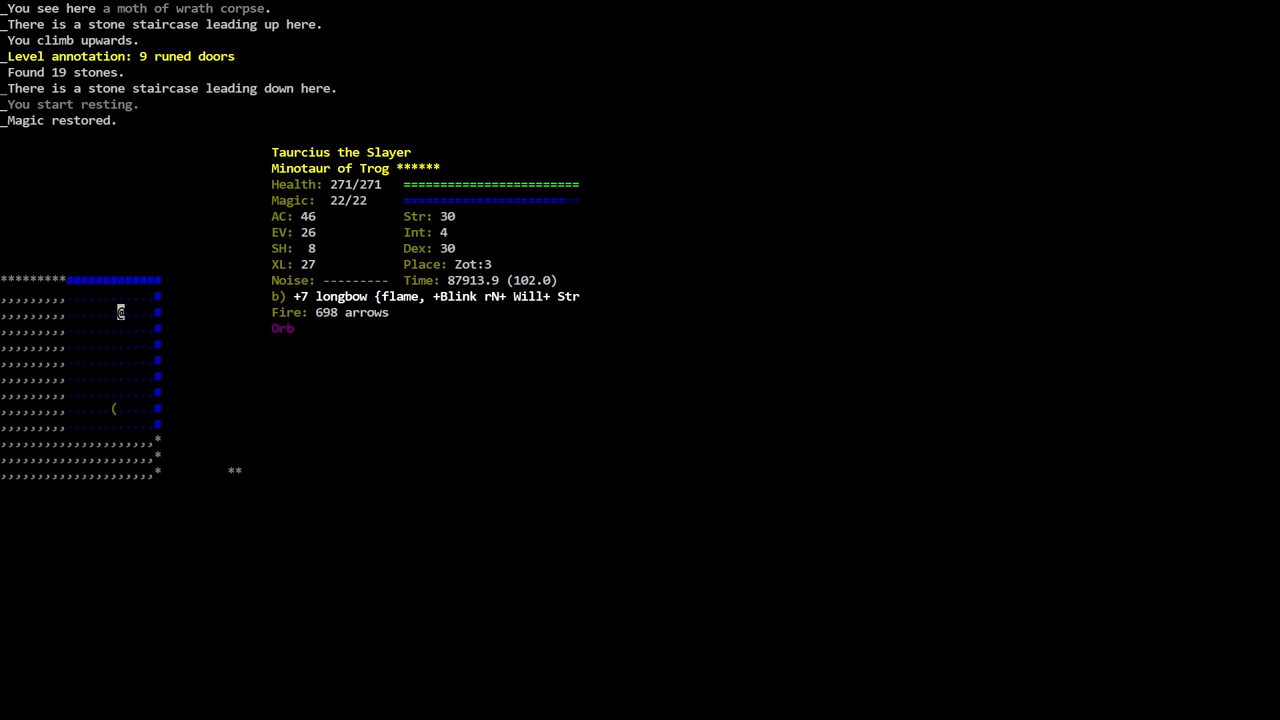 _You see here a moth of wrath corpse.
_There is a stone staircase leading up here.
You climb upwards.
_Level annotation: 9 runed doors
Found 19 stones.
_There is a stone staircase leading down here.
_You start resting.
_Magic restored.
Taurcius the Slayer
Minotaur of Trog ******
Health: 271/271 ========================
Magic: 22/22 ========================
AC: 46 Str: 30
EV: 26 Int: 4
SH: 8 Dex: 30
XL: 27 Place: Zot:3
Noise: --------- Time: 87913.9 (102.0)
b) +7 longbow {flame, +Blink rN+ Will+ Str
Fire: 698 arrows
Orb
*********#############
,,,,,,,,,............#
,,,,,,,,,.......@....#
,,,,,,,,,............#
,,,,,,,,,............#
,,,,,,,,,............#
,,,,,,,,,............#
,,,,,,,,,............#
,,,,,,,,,......(.....#
,,,,,,,,,............#
,,,,,,,,,,,,,,,,,,,,,*
,,,,,,,,,,,,,,,,,,,,,*
,,,,,,,,,,,,,,,,,,,,,* **